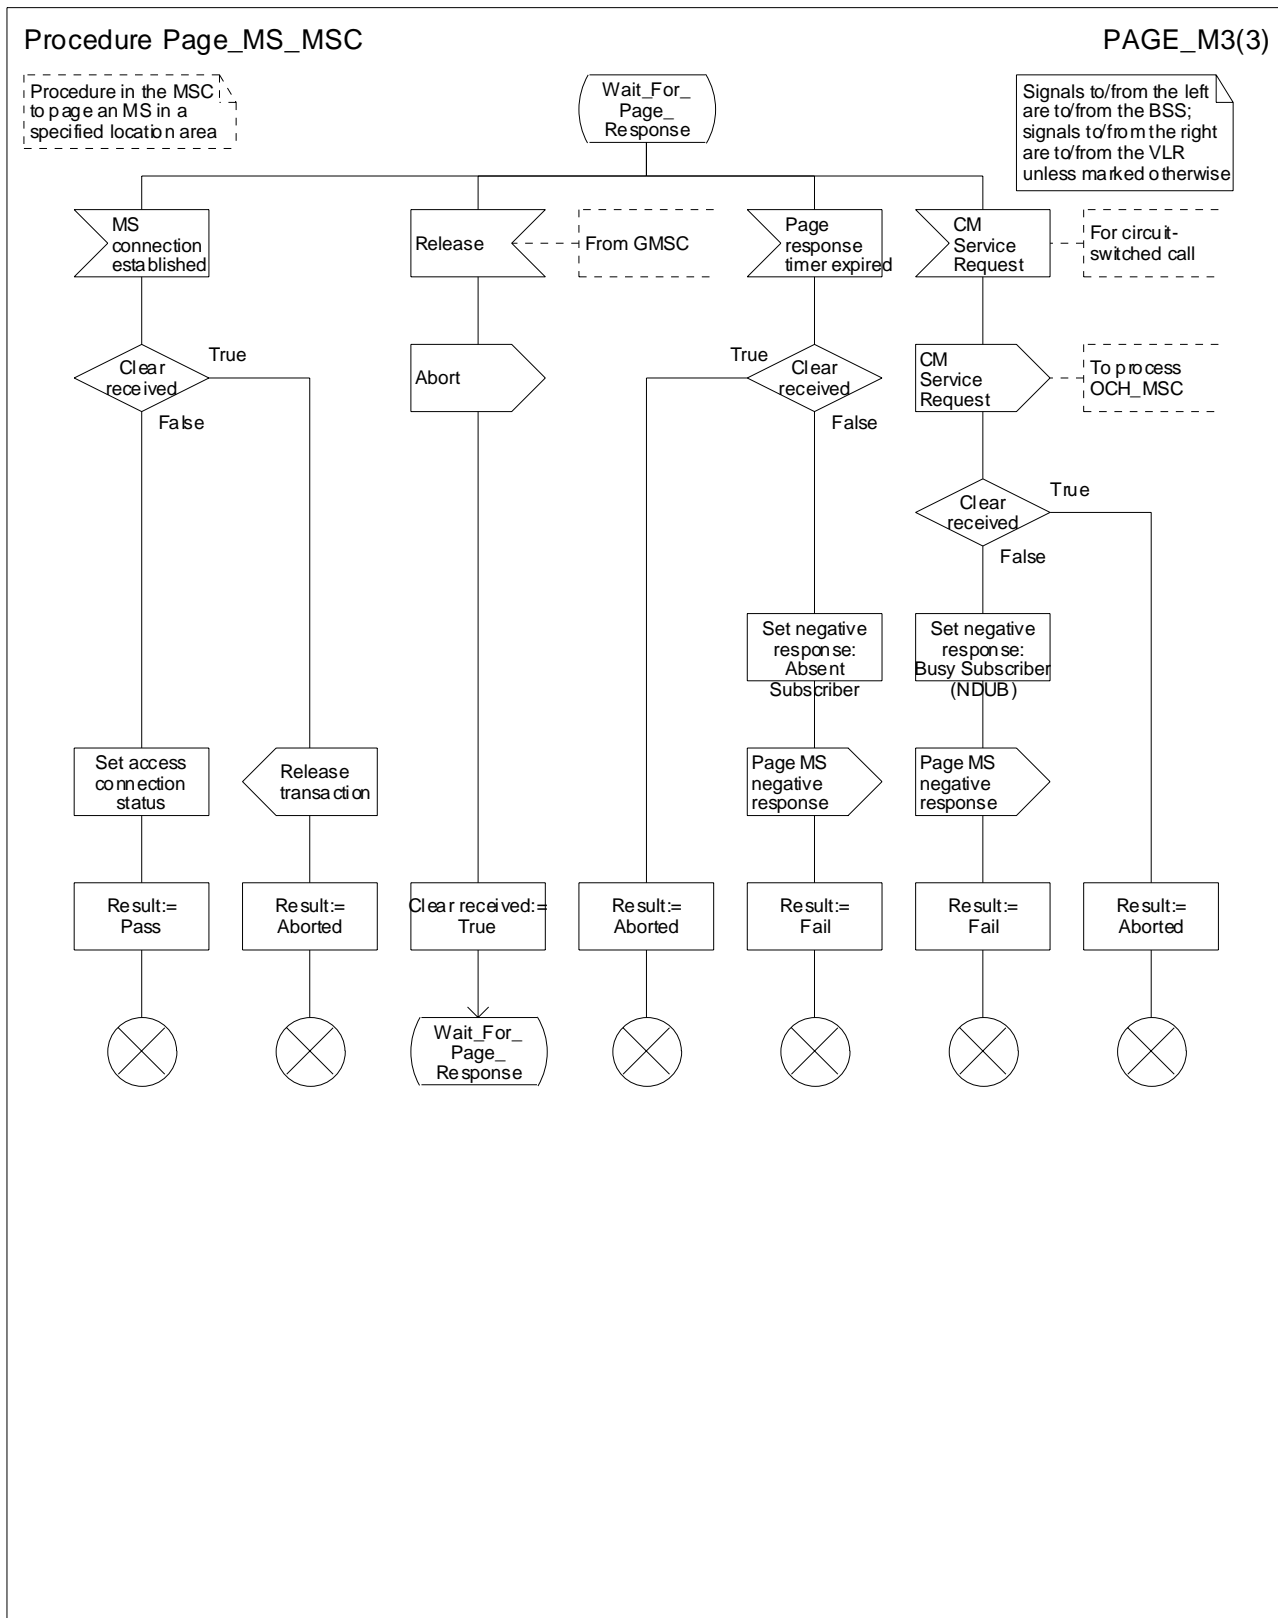 Procedure Page_MS_MSC
PAGE_M3(3)
Procedure in the MSC
to page an MS in a
specified location area
Wait_For_
Page_
Response
Signals to/from the left
are to/from the BSS;
signals to/from the right
are to/from the VLR
unless marked otherwise
MS
connection
established
Release
From GMSC
Page
response
timer expired
CM
Service
Request
For circuit-
switched call
Clear
received
True
False
Abort
True
Clear
received
False
CM
Service
Request
To process
OCH_MSC
Clear
received
True
False
Set negative
response:
Absent
Subscriber
Set negative
response:
Busy Subscriber
(NDUB)
Set access
connection
status
Release
transaction
Page MS
negative
response
Page MS
negative
response
Result:=
Pass
Result:=
Aborted
Clear received:=
True
Result:=
Aborted
Result:=
Fail
Result:=
Fail
Result:=
Aborted
Wait_For_
Page_
Response